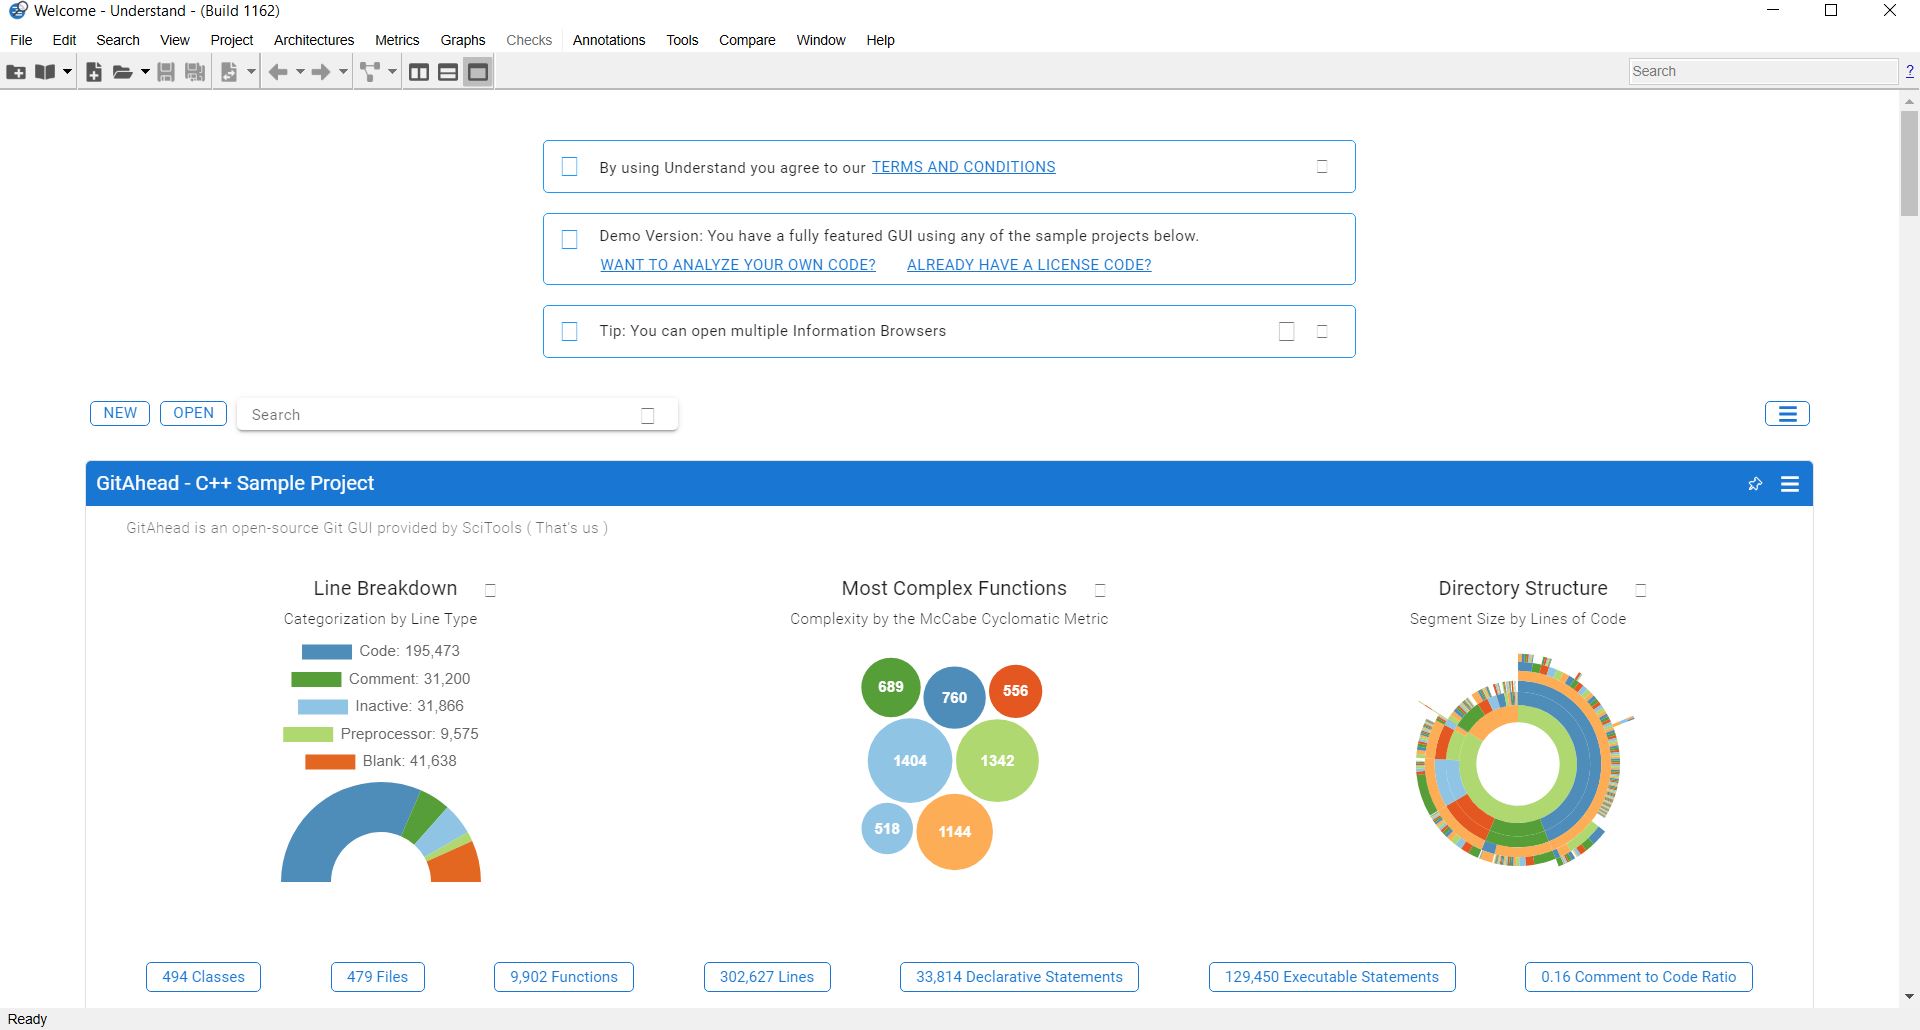 Welcome - Understand - (Build 1162)
File Edit Search View Project Architectures Metrics Graphs Checks Annotations Tools Compare Window Help
Search ?
By using Understand you agree to our TERMS AND CONDITIONS
Demo Version: You have a fully featured GUI using any of the sample projects below.
WANT TO ANALYZE YOUR OWN CODE? ALREADY HAVE A LICENSE CODE?
Tip: You can open multiple Information Browsers
NEW OPEN Search
GitAhead - C++ Sample Project
GitAhead is an open-source Git GUI provided by SciTools ( That's us )
Line Breakdown
Categorization by Line Type
Code: 195,473
Comment: 31,200
Inactive: 31,866
Preprocessor: 9,575
Blank: 41,638
Most Complex Functions
Complexity by the McCabe Cyclomatic Metric
689 760 556
1404 1342
518 1144
Directory Structure
Segment Size by Lines of Code
494 Classes 479 Files 9,902 Functions 302,627 Lines 33,814 Declarative Statements 129,450 Executable Statements 0.16 Comment to Code Ratio
Ready